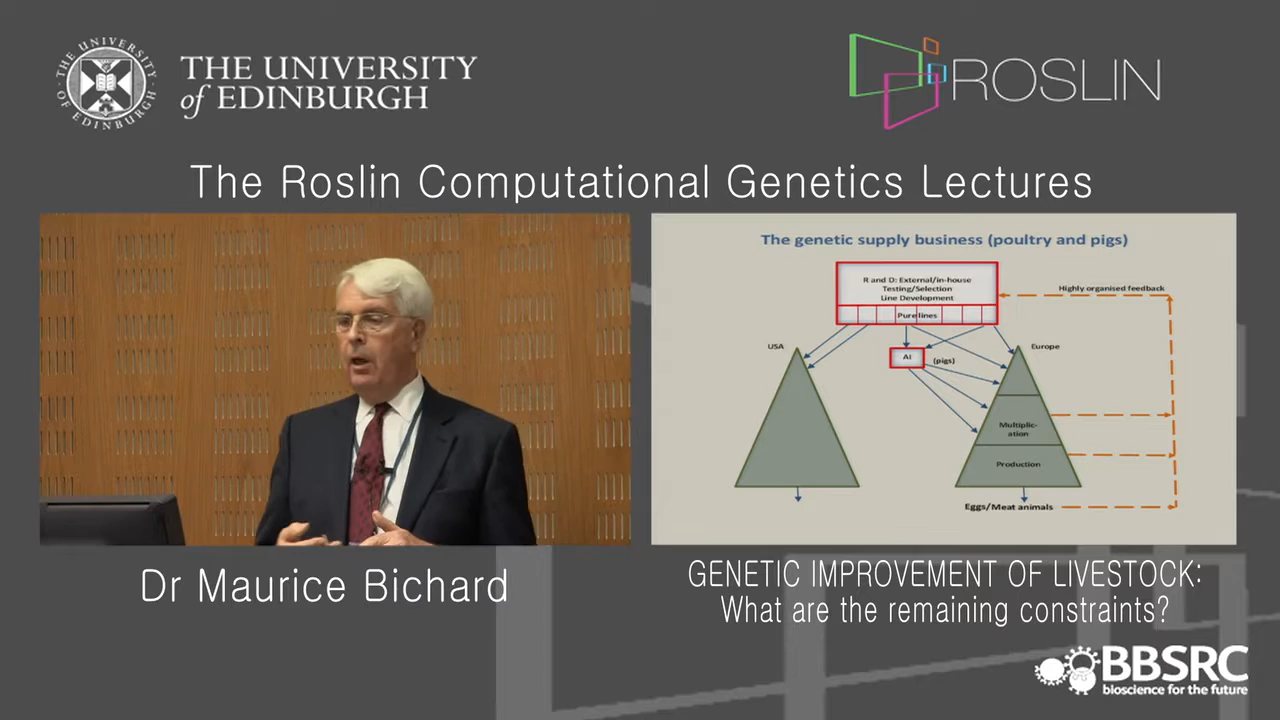 THE UNIVERSITY
of EDINBURGH
THE UNIVERSITY OF EDINBURGH
ROSLIN
The Roslin Computational Genetics Lectures
The genetic supply business (poultry and pigs)
R and D: External/in-house
Testing/Selection
Line Development
Pure lines
Highly organised feedback
USA
AI
(pigs)
Europe
Multiplic-
ation
Production
Eggs/Meat animals
Dr Maurice Bichard
GENETIC IMPROVEMENT OF LIVESTOCK:
What are the remaining constraints?
BBSRC
bioscience for the future